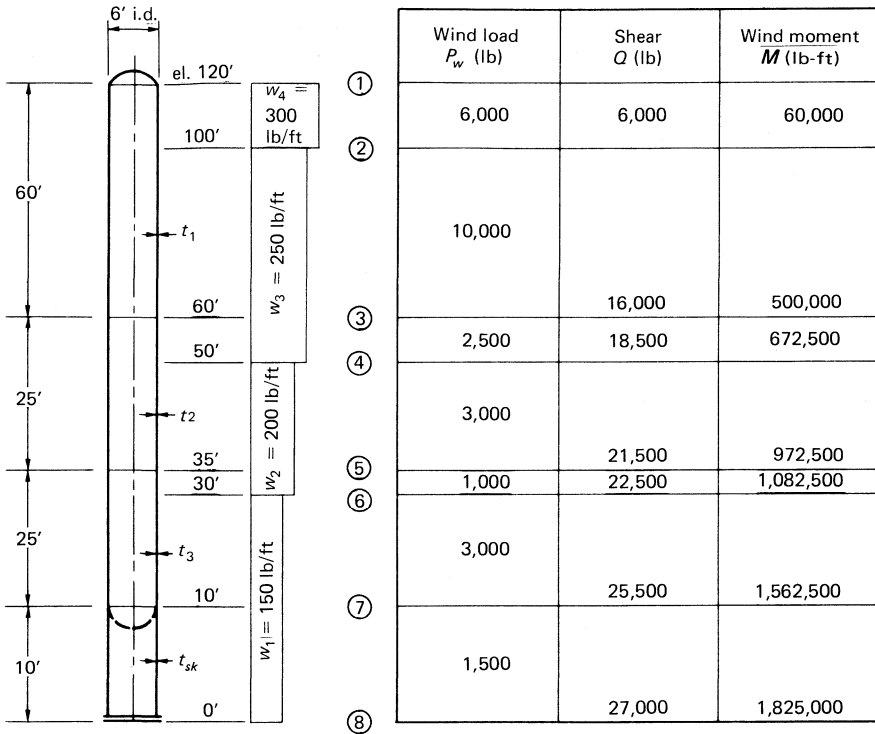 6′ i.d.
el. 120′
100′
60′
60′
50′
25′
35′
30′
25′
10′
10′
0′
t₁
t₂
t₃
tₛₖ
w₄ =
300
lb/ft
w₃ = 250 lb/ft
w₂ = 200 lb/ft
w₁ = 150 lb/ft
①
②
③
④
⑤
⑥
⑦
⑧
Wind load Shear Wind moment
P_w (lb) Q (lb) M (lb-ft)
6,000 6,000 60,000
10,000
16,000 500,000
2,500 18,500 672,500
3,000
21,500 972,500
1,000 22,500 1,082,500
3,000
25,500 1,562,500
1,500
27,000 1,825,000